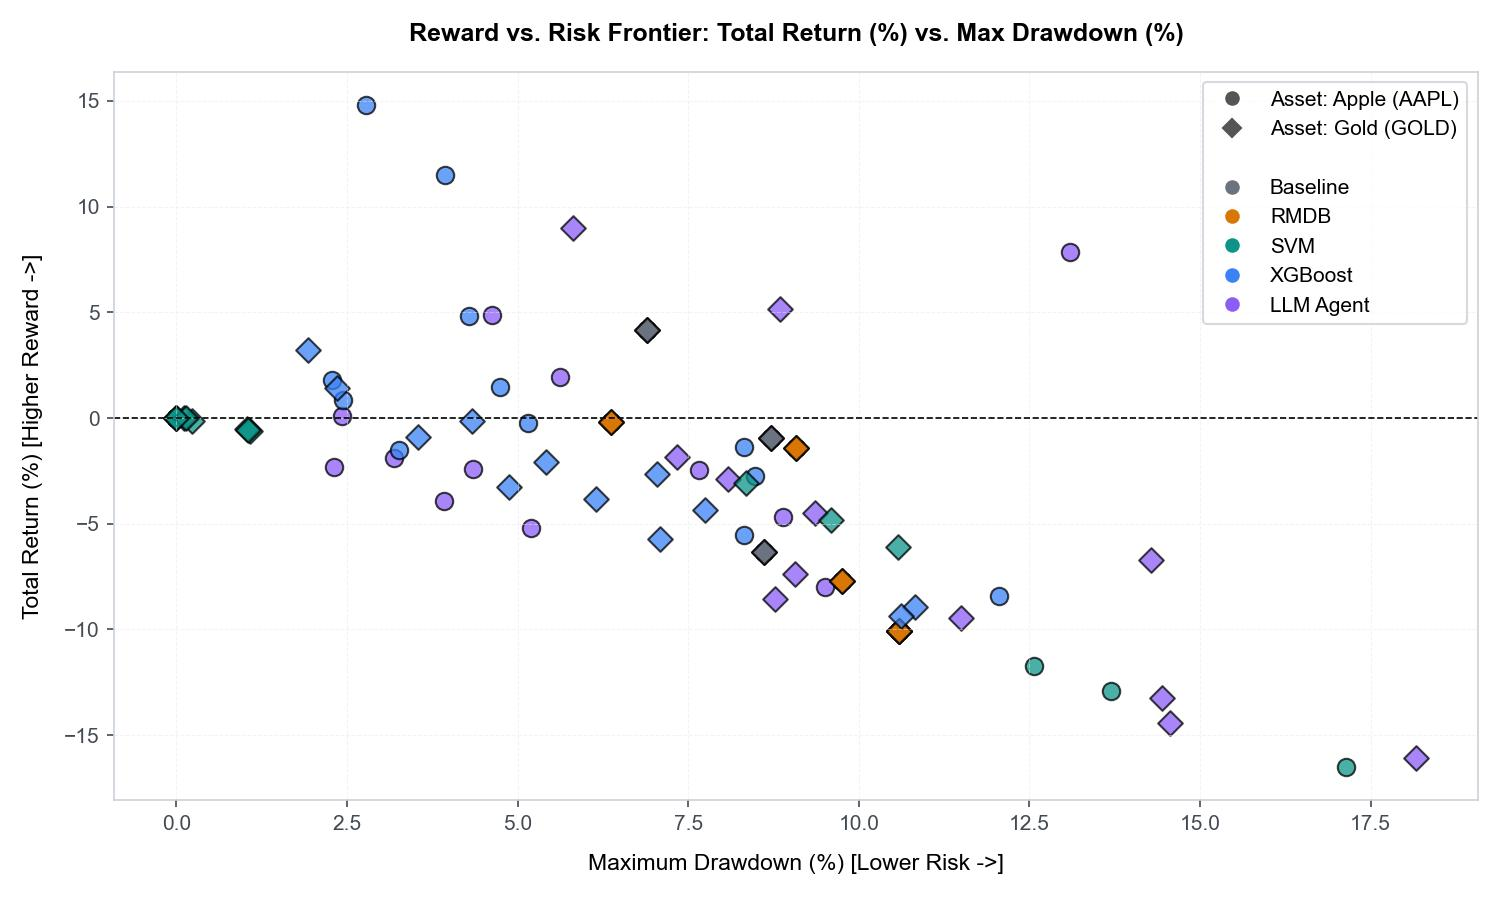 Reward vs. Risk Frontier: Total Return (%) vs. Max Drawdown (%)
Asset: Apple (AAPL)
Asset: Gold (GOLD)
Baseline
RMDB
SVM
XGBoost
LLM Agent
Total Return (%) [Higher Reward ->]
15
10
5
0
−5
−10
−15
0.0
2.5
5.0
7.5
10.0
12.5
15.0
17.5
Maximum Drawdown (%) [Lower Risk ->]